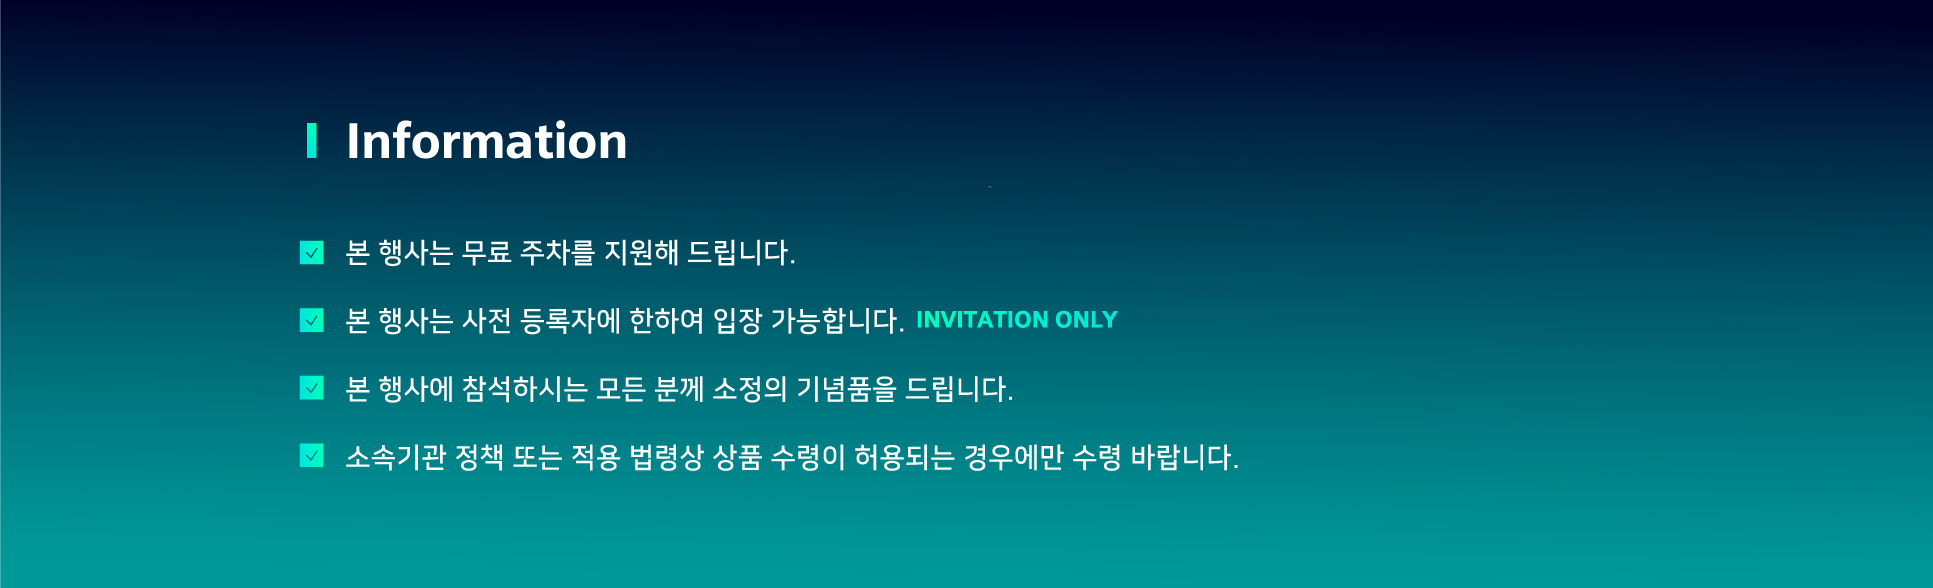 Information
본 행사는 무료 주차를 지원해 드립니다.
본 행사는 사전 등록자에 한하여 입장 가능합니다. INVITATION ONLY
본 행사에 참석하시는 모든 분께 소정의 기념품을 드립니다.
소속기관 정책 또는 적용 법령상 상품 수령이 허용되는 경우에만 수령 바랍니다.